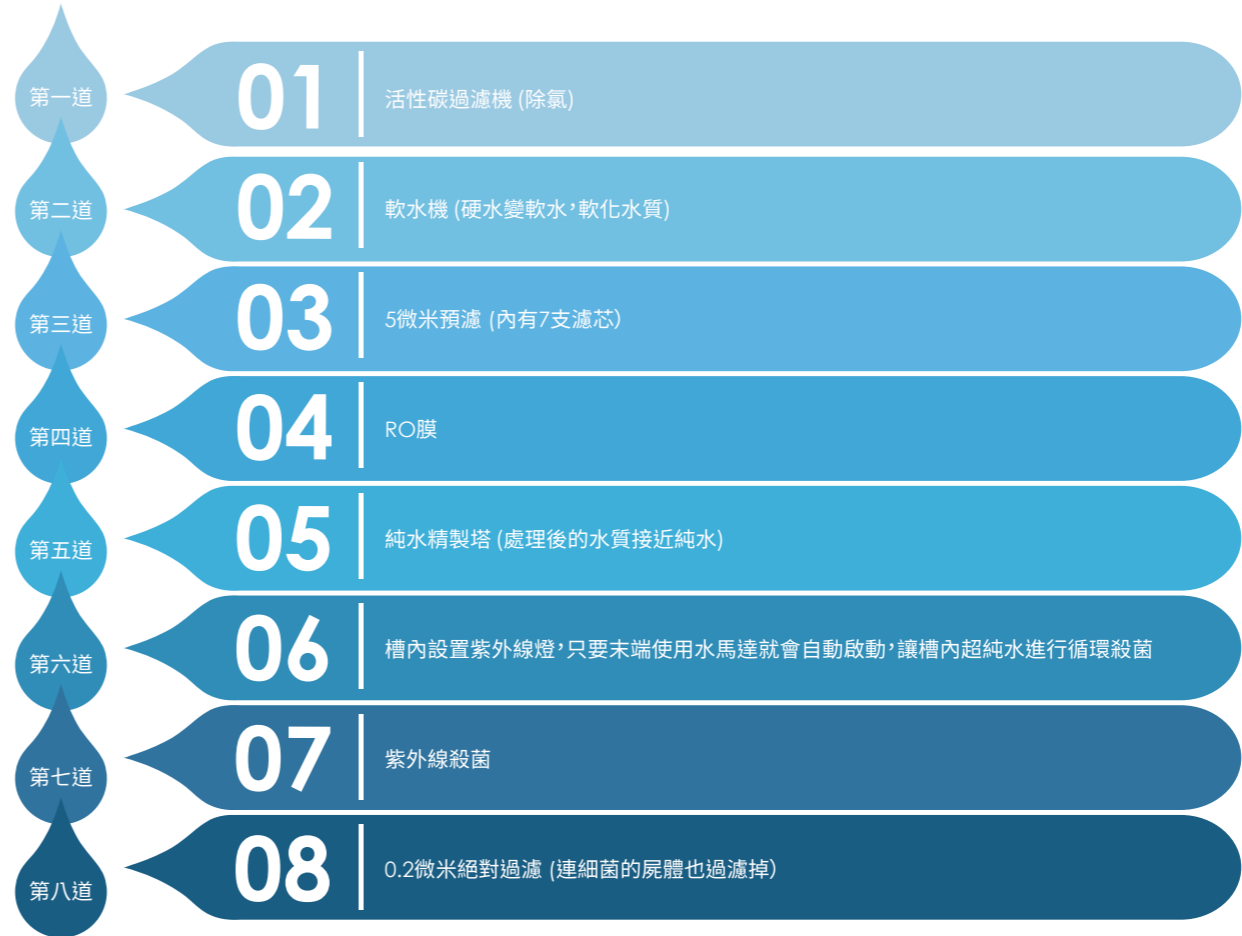 第一道
01
活性碳過濾機 (除氯)
第二道
02
軟水機 (硬水變軟水，軟化水質)
第三道
03
5微米預濾 (內有7支濾芯)
第四道
04
RO膜
第五道
05
純水精製塔 (處理後的水質接近純水)
第六道
06
槽內設置紫外線燈，只要末端使用水馬達就會自動啟動，讓槽內超純水進行循環殺菌
第七道
07
紫外線殺菌
第八道
08
0.2微米絕對過濾 (連細菌的屍體也過濾掉)